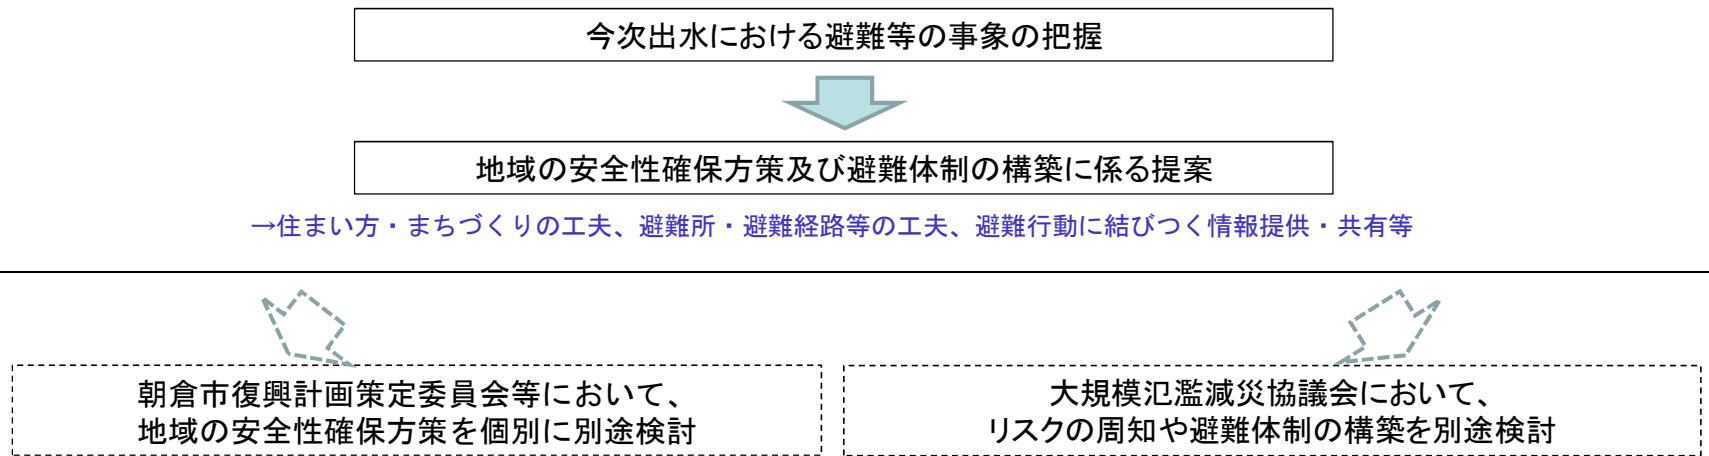 今次出水における避難等の事象の把握
地域の安全性確保方策及び避難体制の構築に係る提案
→住まい方・まちづくりの工夫、避難所・避難経路等の工夫、避難行動に結びつく情報提供・共有等
朝倉市復興計画策定委員会等において、
地域の安全性確保方策を個別に別途検討
大規模氾濫減災協議会において、
リスクの周知や避難体制の構築を別途検討